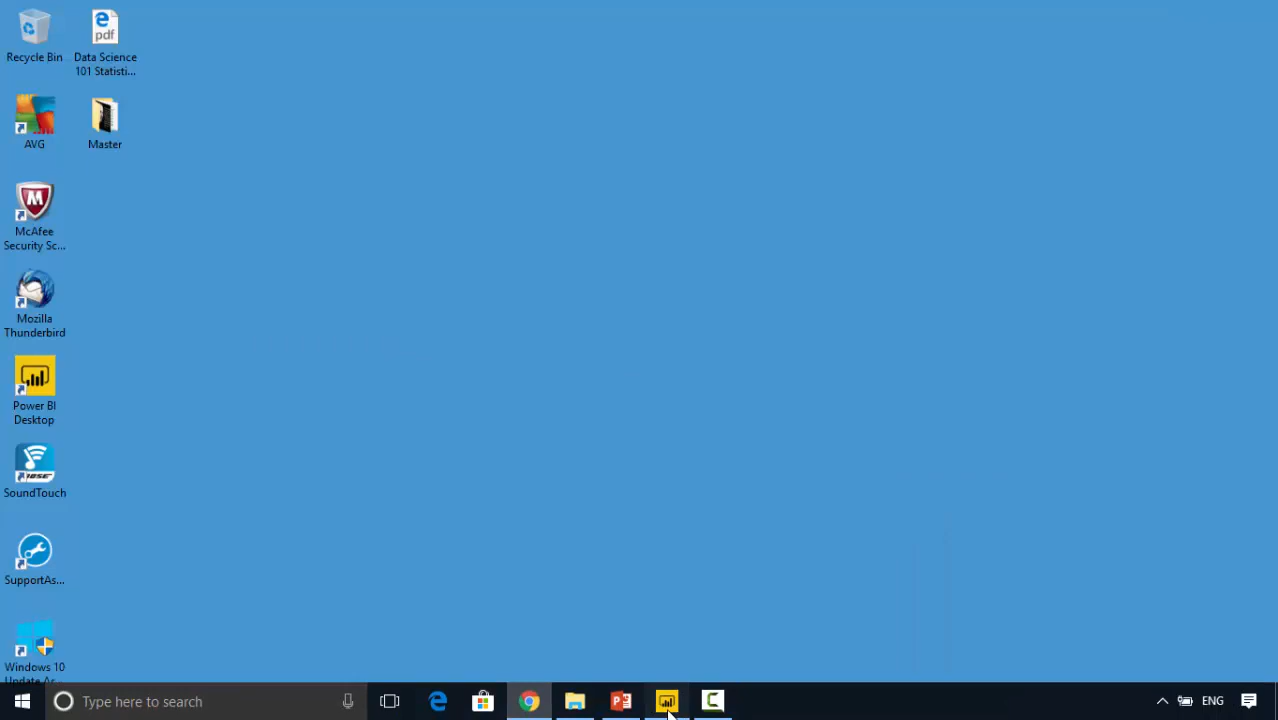 Recycle Bin
Data Science
101 Statisti...
AVG
Master
McAfee
Security Sc...
Mozilla
Thunderbird
Power BI
Desktop
SoundTouch
SupportAs...
Windows 10
Type here to search
ENG